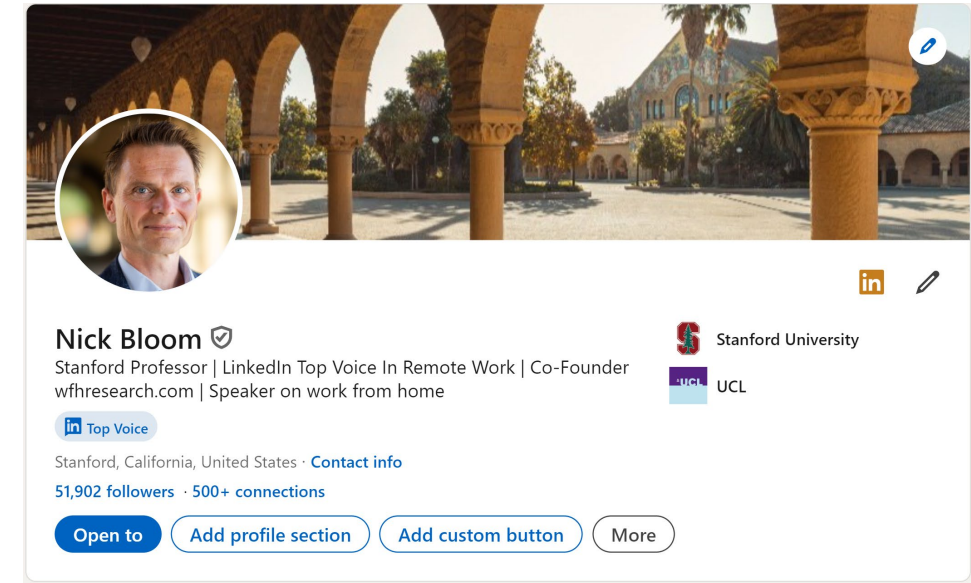 Nick Bloom
Stanford Professor | LinkedIn Top Voice In Remote Work | Co-Founder
wfhresearch.com | Speaker on work from home
in Top Voice
Stanford, California, United States · Contact info
51,902 followers · 500+ connections
Open to
Add profile section
Add custom button
More
in
S
Stanford University
UCL
UCL